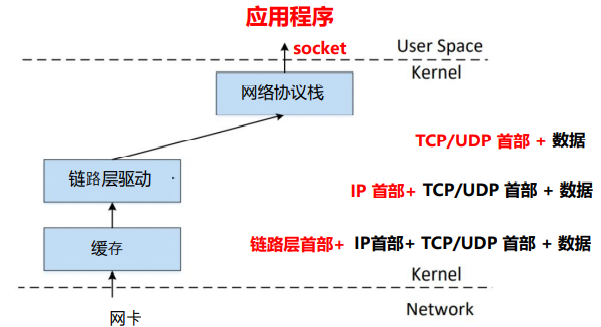 应用程序
socket
User Space
Kernel
网络协议栈
TCP/UDP 首部 + 数据
链路层驱动
IP 首部+ TCP/UDP 首部 + 数据
缓存
链路层首部+ IP首部+ TCP/UDP 首部 + 数据
Kernel
Network
网卡